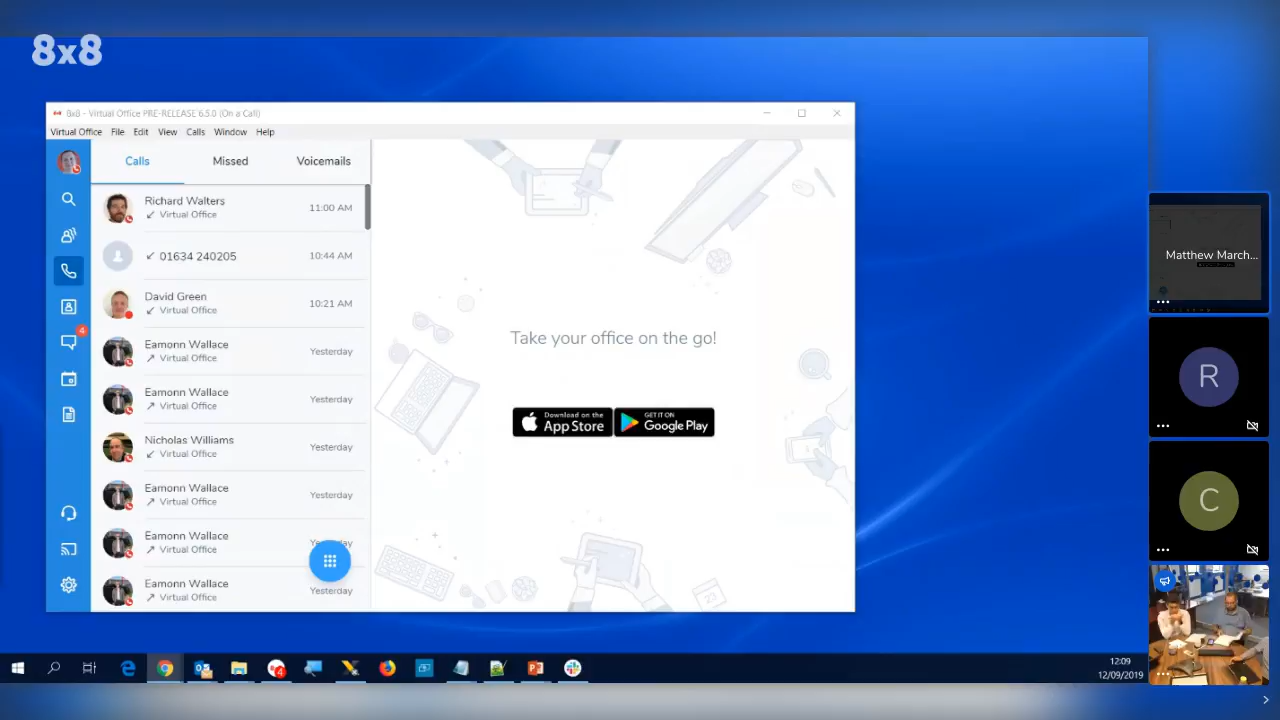 8x8
8x8 - Virtual Office PRE-RELEASE 6.5.0 (On a Call)
Virtual Office File Edit View Calls Window Help
Calls Missed Voicemails
Richard Walters
Virtual Office
11:00 AM
01634 240205
10:44 AM
David Green
Virtual Office
10:21 AM
Eamonn Wallace
Virtual Office
Yesterday
Eamonn Wallace
Virtual Office
Yesterday
Nicholas Williams
Virtual Office
Yesterday
Eamonn Wallace
Virtual Office
Yesterday
Eamonn Wallace
Virtual Office
Yesterday
Eamonn Wallace
Virtual Office
Yesterday
4
Take your office on the go!
Download on the
App Store
GET IT ON
Google Play
23
Matthew March...
R
C
4
12:09
12/09/2019